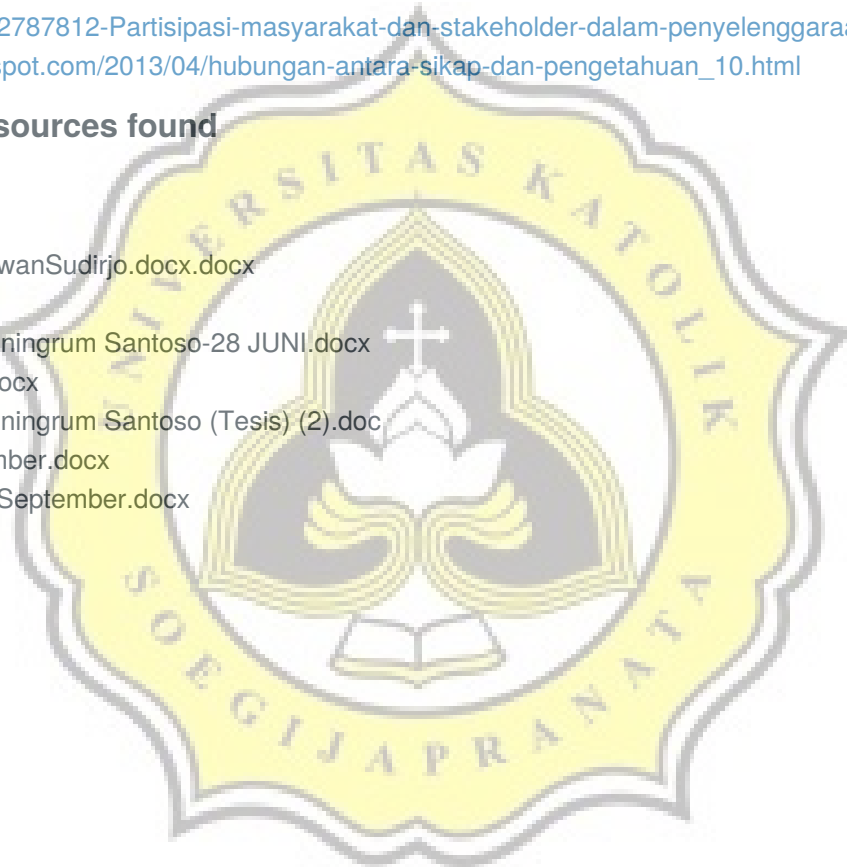 2787812-Partisipasi-masyarakat-dan-stakeholder-dalam-penyelenggaraa
spot.com/2013/04/hubungan-antara-sikap-dan-pengetahuan_10.html
sources found
wanSudirjo.docx.docx
ningrum Santoso-28 JUNI.docx
ocx
ningrum Santoso (Tesis) (2).doc
mber.docx
September.docx
UNIVERSITAS KATOLIK
SOEGIJAPRANATA